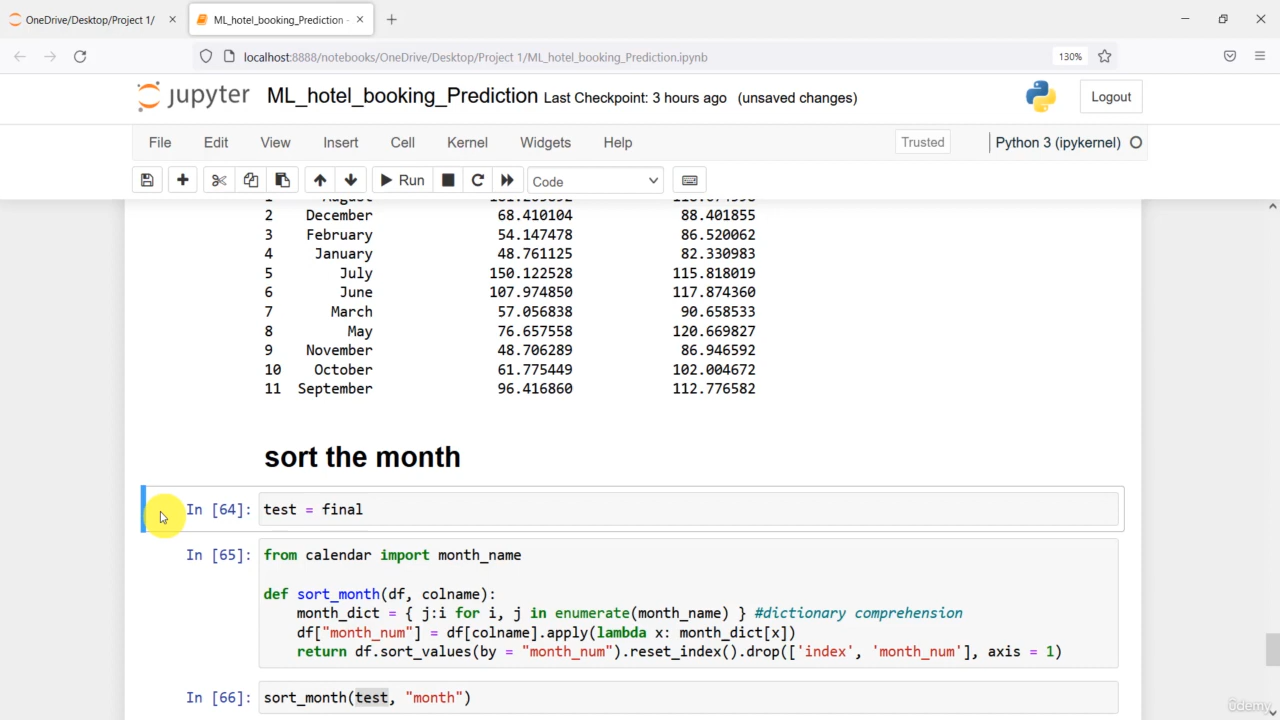 OneDrive/Desktop/Project 1/
ML_hotel_booking_Prediction -
localhost:8888/notebooks/OneDrive/Desktop/Project 1/ML_hotel_booking_Prediction.ipynb
130%
jupyter ML_hotel_booking_Prediction Last Checkpoint: 3 hours ago (unsaved changes)
Logout
File Edit View Insert Cell Kernel Widgets Help
Trusted
Python 3 (ipykernel)
Run
Code
2 December 68.410104 88.401855
3 February 54.147478 86.520062
4 January 48.761125 82.330983
5 July 150.122528 115.818019
6 June 107.974850 117.874360
7 March 57.056838 90.658533
8 May 76.657558 120.669827
9 November 48.706289 86.946592
10 October 61.775449 102.004672
11 September 96.416860 112.776582
sort the month
In [64]: test = final
In [65]: from calendar import month_name
def sort_month(df, colname):
month_dict = { j:i for i, j in enumerate(month_name) } #dictionary comprehension
df["month_num"] = df[colname].apply(lambda x: month_dict[x])
return df.sort_values(by = "month_num").reset_index().drop(['index', 'month_num'], axis = 1)
In [66]: sort_month(test, "month")
ûdemy